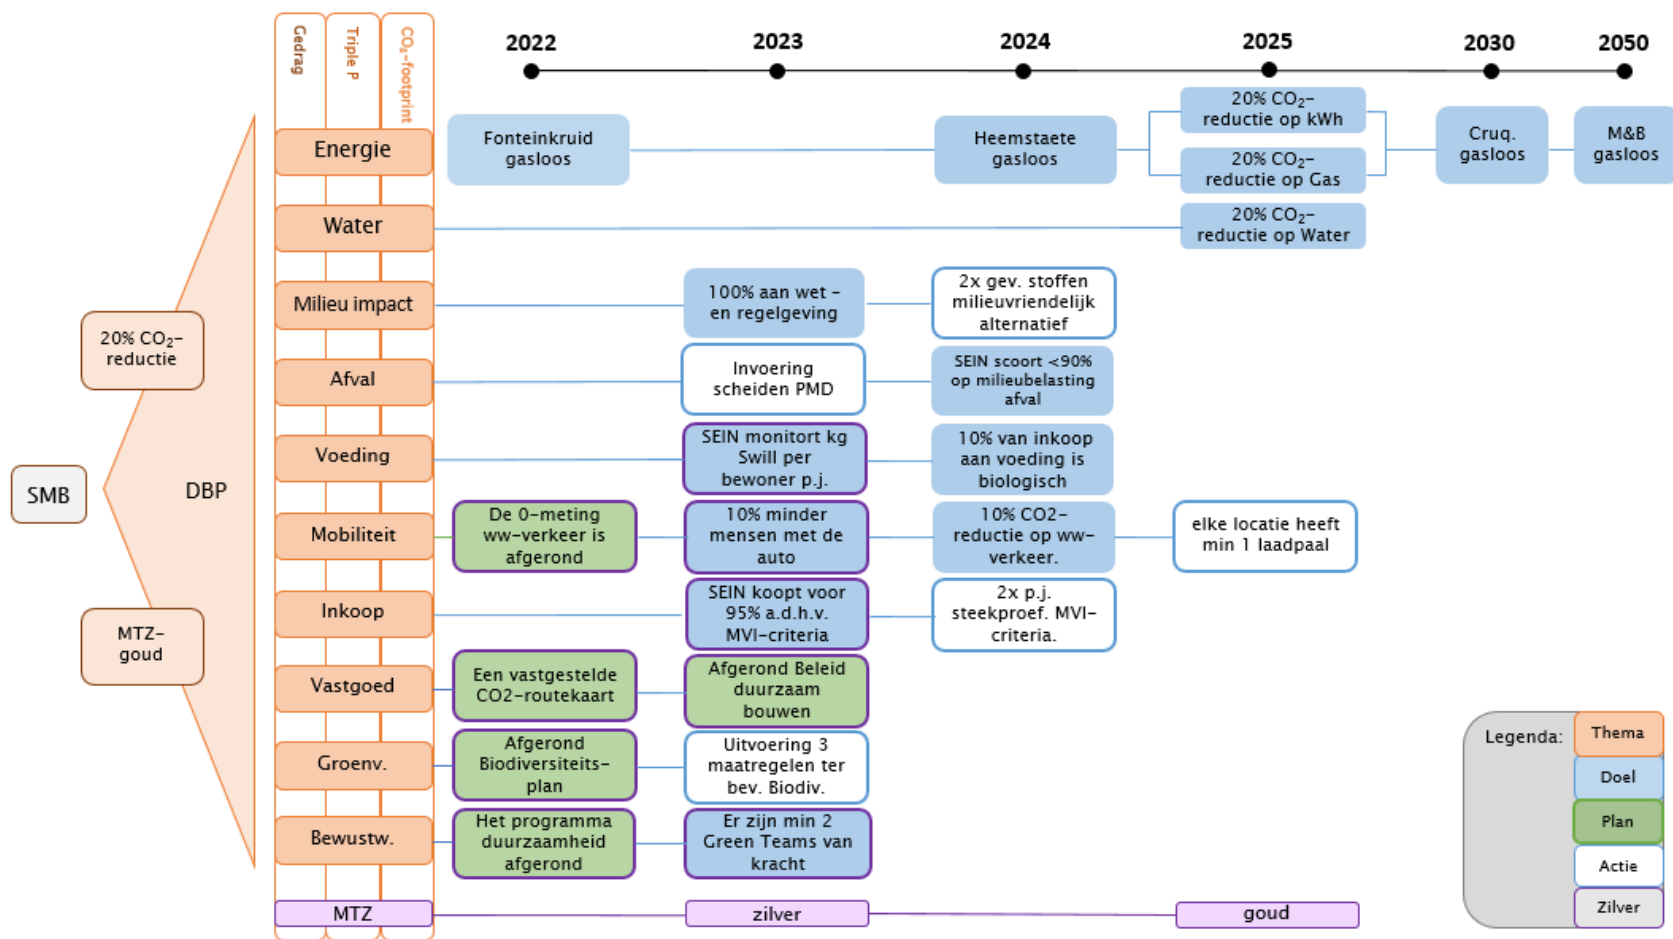 Gedrag
Triple P
CO₂-footprint
2022
2023
2024
2025
2030
2050
SMB
20% CO₂-
reductie
MTZ-
goud
DBP
Energie
Fonteinkruid
gasloos
Heemstaete
gasloos
20% CO₂-
reductie op kWh
20% CO₂-
reductie op Gas
Cruq.
gasloos
M&B
gasloos
Water
20% CO₂-
reductie op Water
Milieu impact
100% aan wet -
en regelgeving
2x gev. stoffen
milieuvriendelijk
alternatief
Afval
Invoering
scheiden PMD
SEIN scoort <90%
op milieubelasting
afval
Voeding
SEIN monitort kg
Swill per
bewoner p.j.
10% van inkoop
aan voeding is
biologisch
Mobiliteit
De 0-meting
ww-verkeer is
afgerond
10% minder
mensen met de
auto
10% CO2-
reductie op ww-
verkeer.
elke locatie heeft
min 1 laadpaal
Inkoop
SEIN koopt voor
95% a.d.h.v.
MVI-criteria
2x p.j.
steekproef. MVI-
criteria.
Vastgoed
Een vastgestelde
CO2-routekaart
Afgerond Beleid
duurzaam
bouwen
Groenv.
Afgerond
Biodiversiteits-
plan
Uitvoering 3
maatregelen ter
bev. Biodiv.
Bewustw.
Het programma
duurzaamheid
afgerond
Er zijn min 2
Green Teams van
kracht
MTZ
zilver
goud
Legenda:
Thema
Doel
Plan
Actie
Zilver